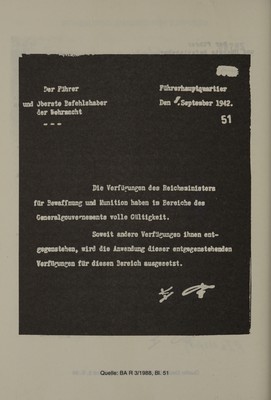 Der Führer
und Oberste Befehlshaber
der Wehrmacht
Führerhauptquartier
Den September 1942.
51
Die Verfügungen des Reichsministers
für Bewaffnung und Munition haben im Bereiche des
Generalgouvernements volle Gültigkeit.
Soweit andere Verfügungen ihnen ent-
gegenstehen, wird die Anwendung dieser entgegenstehenden
Verfügungen für diesen Bereich ausgesetzt.
Quelle: BA R 3/1988, Bl. 51